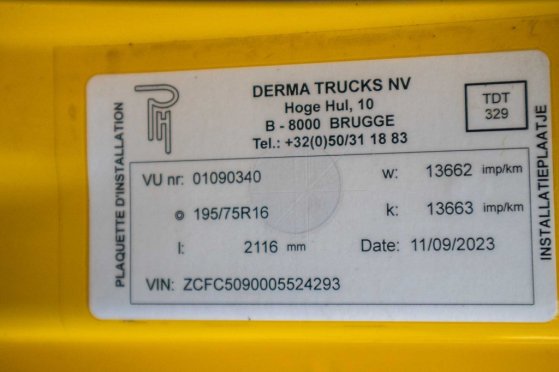 DERMA TRUCKS NV
Hoge Hul, 10
B - 8000 BRUGGE
Tel.: +32(0)50/31 18 83
TDT
329
PLAQUETTE D'INSTALLATION
INSTALLATIEPLAATJE
VU nr: 01090340 w: 13662 imp/km
195/75R16 k: 13663 imp/km
l: 2116 mm Date: 11/09/2023
VIN: ZCFC5090005524293